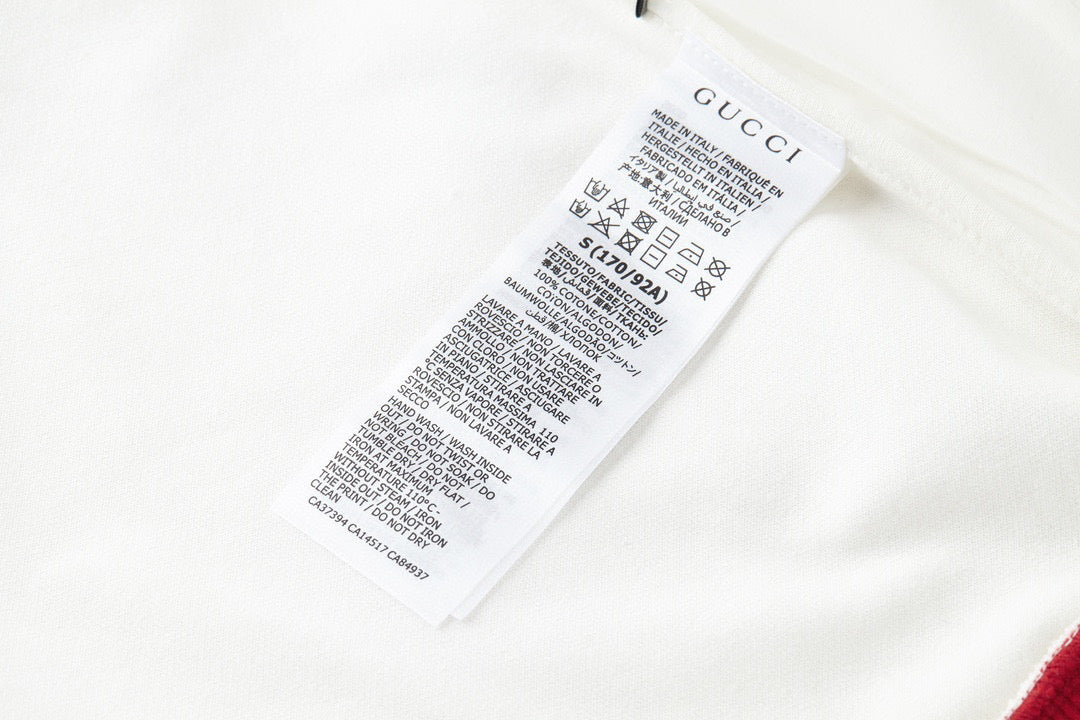 GUCCI
MADE IN ITALY / FABRIQUÉ EN
ITALIE / HECHO EN ITALIA /
HERGESTELLT IN ITALIEN /
FABRICADO EM ITÁLIA /
イタリア製 / صنع في إيطاليا /
产地:意大利 / СДЕЛАНО В
ИТАЛИИ
S (170/92A)
TESSUTO/FABRIC/TISSU/
TEJIDO/GEWEBE/TECIDO/
表地/قماش/面料/ТКАНЬ:
100% COTONE/COTTON/
COTON/ALGODON/
BAUMWOLLE/ALGODÃO/コットン/
قطن/棉/ХЛОПОК
LAVARE A MANO / LAVARE A
ROVESCIO / NON TORCERE O
STRIZZARE / NON LASCIARE IN
AMMOLLO / NON TRATTARE
CON CLORO / NON USARE
ASCIUGATRICE / ASCIUGARE
IN PIANO / STIRARE A
TEMPERATURA MASSIMA 110
°C SENZA VAPORE / STIRARE A
ROVESCIO / NON STIRARE LA
STAMPA / NON LAVARE A
SECCO
HAND WASH / WASH INSIDE
OUT / DO NOT TWIST OR
WRING / DO NOT SOAK / DO
NOT BLEACH / DO NOT
TUMBLE DRY / DRY FLAT /
IRON AT MAXIMUM
TEMPERATURE 110°C -
WITHOUT STEAM / IRON
INSIDE OUT / DO NOT IRON
THE PRINT / DO NOT DRY
CLEAN
CA37394 CA14517 CA84937